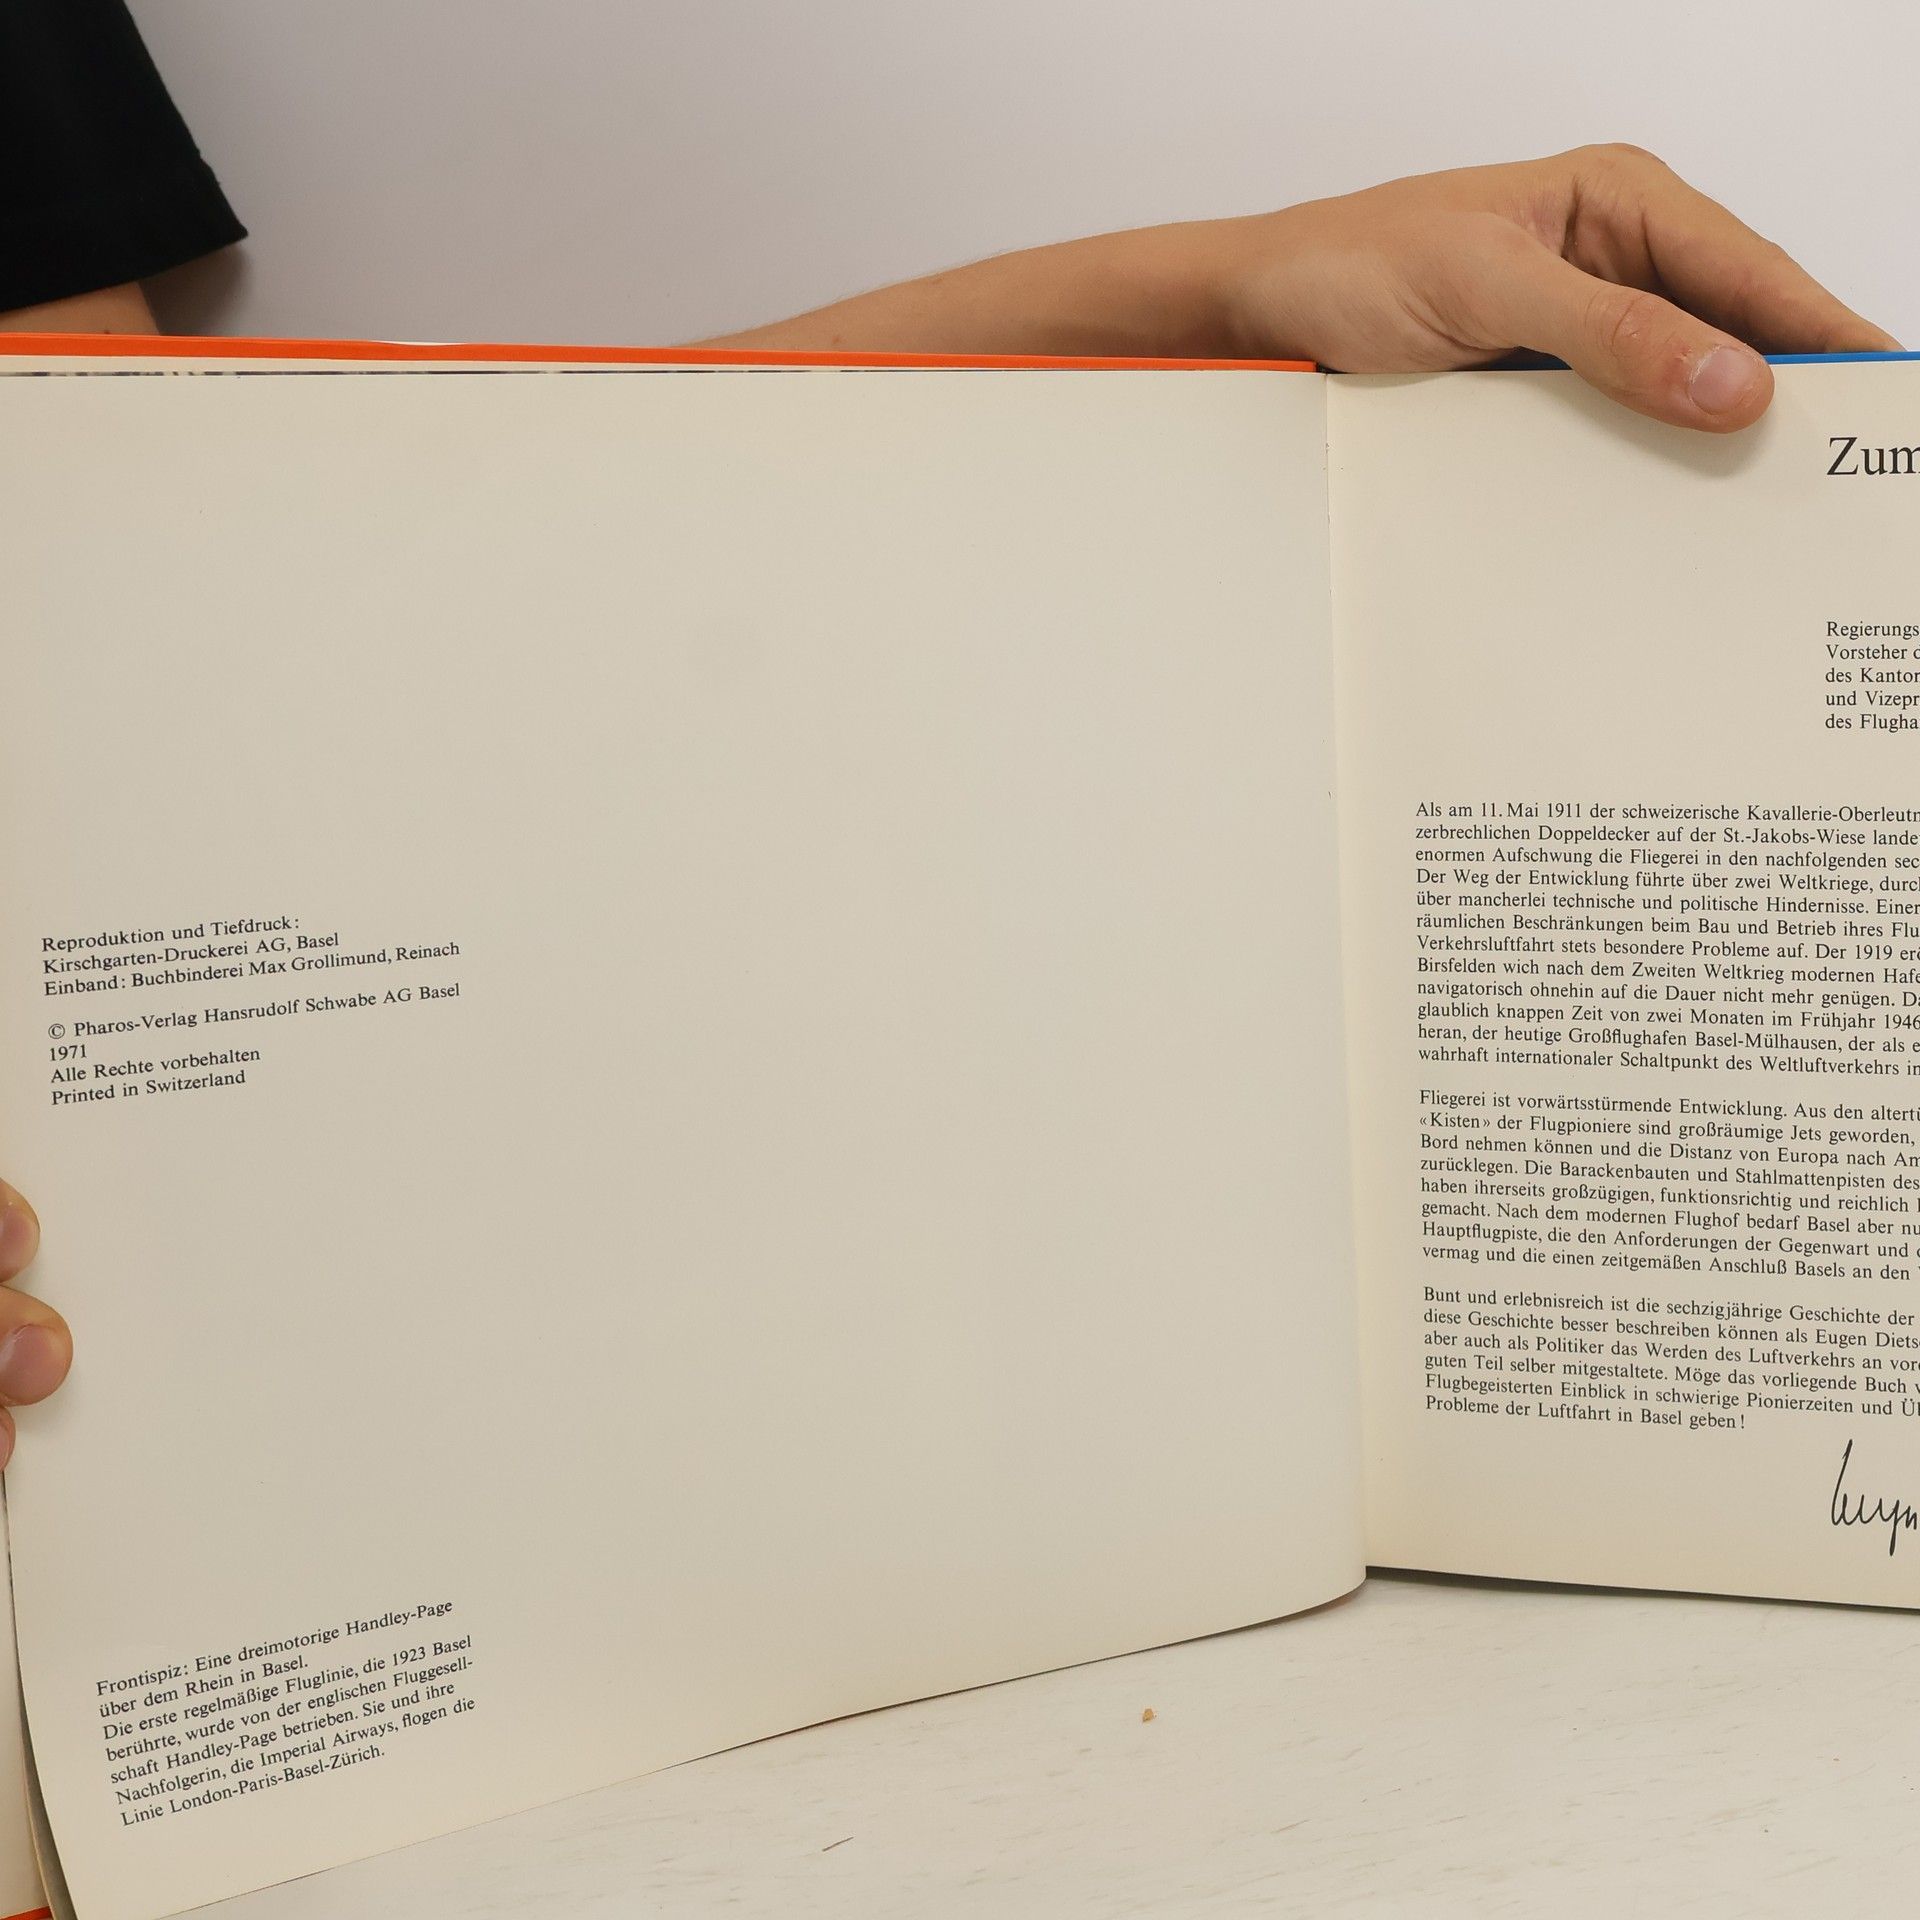 Reproduktion und Tiefdruck:
Kirschgarten-Druckerei AG, Basel
Einband: Buchbinderei Max Grollimund, Reinach
© Pharos-Verlag Hansrudolf Schwabe AG Basel
1971
Alle Rechte vorbehalten
Printed in Switzerland
Frontispiz: Eine dreimotorige Handley-Page
über dem Rhein in Basel.
Die erste regelmäßige Fluglinie, die 1923 Basel
berührte, wurde von der englischen Fluggesell-
schaft Handley-Page betrieben. Sie und ihre
Nachfolgerin, die Imperial Airways, flogen die
Linie London-Paris-Basel-Zürich.
Zum
Regierungs
Vorsteher
des Kanton
und Vizepr
des Flugha
Als am 11. Mai 1911 der schweizerische Kavallerie-Oberleutn
zerbrechlichen Doppeldecker auf der St.-Jakobs-Wiese lande
enormen Aufschwung die Fliegerei in den nachfolgenden sec
Der Weg der Entwicklung führte über zwei Weltkriege, durc
über mancherlei technische und politische Hindernisse. Einer
räumlichen Beschränkungen beim Bau und Betrieb ihres Flu
Verkehrsluftfahrt stets besondere Probleme auf. Der 1919 erö
Birsfelden wich nach dem Zweiten Weltkrieg modernen Hafe
navigatorisch ohnehin auf die Dauer nicht mehr genügen. Da
glaublich knappen Zeit von zwei Monaten im Frühjahr 1946
heran, der heutige Großflughafen Basel-Mülhausen, der als e
wahrhaft internationaler Schaltpunkt des Weltluftverkehrs in
Fliegerei ist vorwärtsstürmende Entwicklung. Aus den altertü
«Kisten» der Flugpioniere sind großräumige Jets geworden,
Bord nehmen können und die Distanz von Europa nach Am
zurücklegen. Die Barackenbauten und Stahlmattenpisten des
haben ihrerseits großzügigen, funktionsrichtig und reichlich
gemacht. Nach dem modernen Flughof bedarf Basel aber nu
Hauptflugpiste, die den Anforderungen der Gegenwart und
vermag und die einen zeitgemäßen Anschluß Basels an den
Bunt und erlebnisreich ist die sechzigjährige Geschichte der
diese Geschichte besser beschreiben können als Eugen Diets
aber auch als Politiker das Werden des Luftverkehrs an vor
guten Teil selber mitgestaltete. Möge das vorliegende Buch
Flugbegeisterten Einblick in schwierige Pionierzeiten und Ü
Probleme der Luftfahrt in Basel geben!